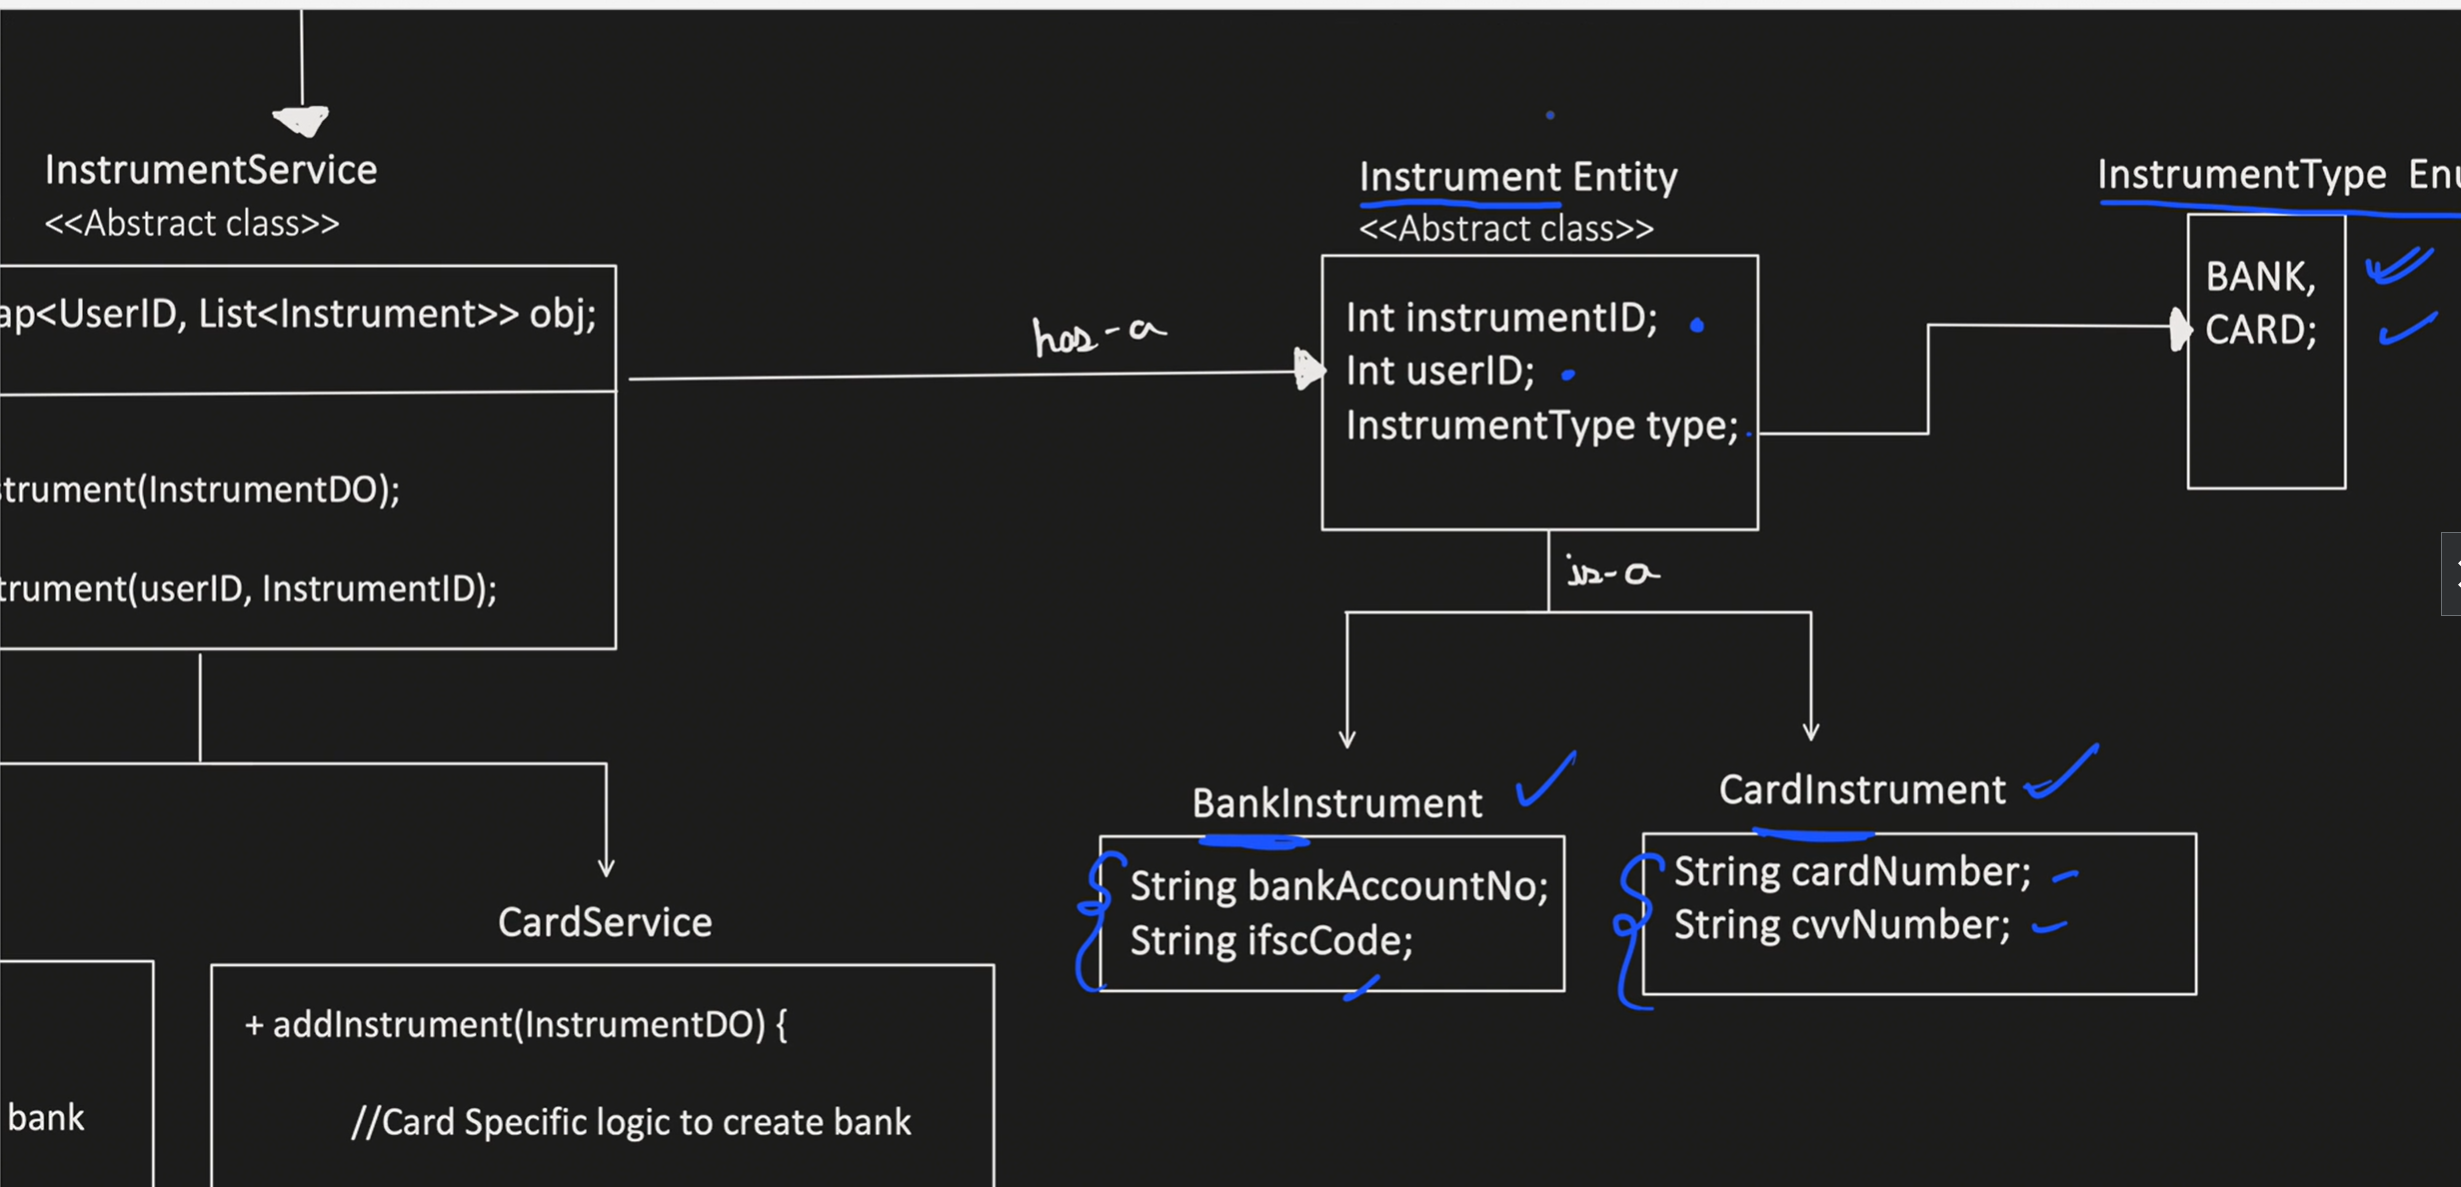 InstrumentService
<<Abstract class>>
ap<UserID, List<Instrument>> obj;
strument(InstrumentDO);
trument(userID, InstrumentID);
has-a
Instrument Entity
<<Abstract class>>
Int instrumentID;
Int userID;
InstrumentType type;
InstrumentType Enu
BANK,
CARD;
is-a
BankInstrument
String bankAccountNo;
String ifscCode;
CardInstrument
String cardNumber;
String cvvNumber;
CardService
+ addInstrument(InstrumentDO) {
//Card Specific logic to create bank
bank